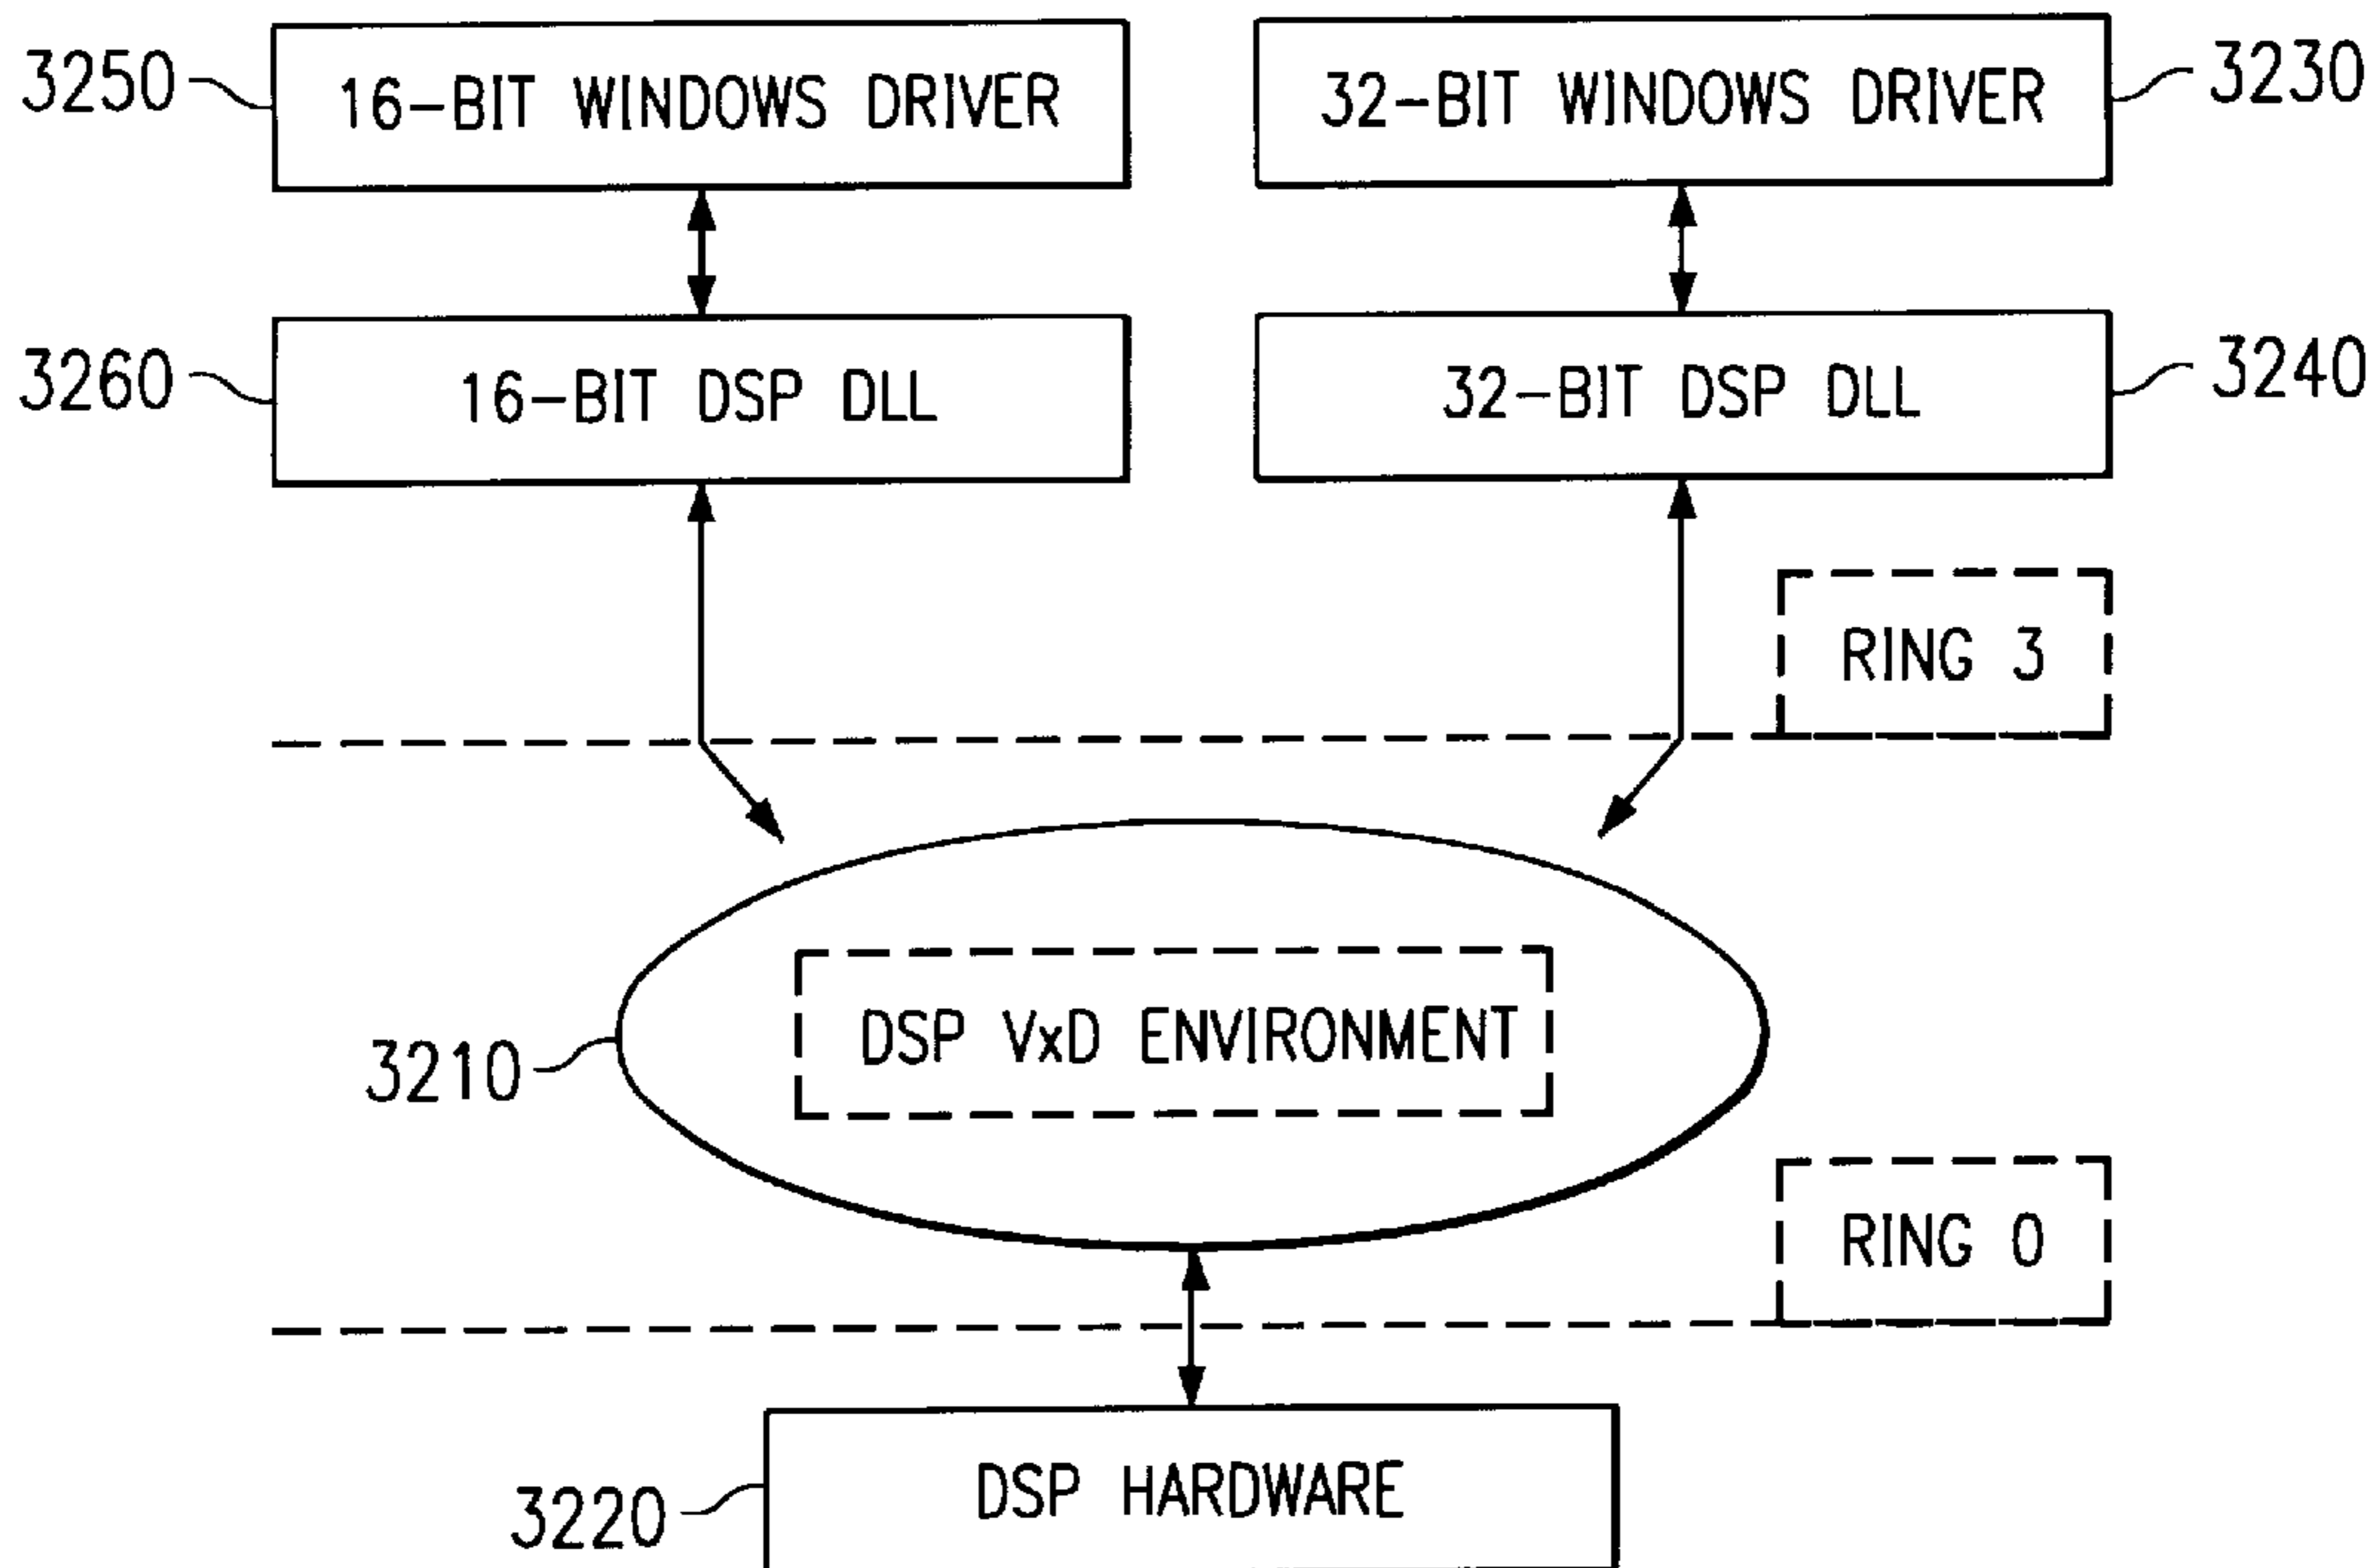 3250
16-BIT WINDOWS DRIVER
32-BIT WINDOWS DRIVER
3230
3260
16-BIT DSP DLL
32-BIT DSP DLL
3240
RING 3
DSP VxD ENVIRONMENT
3210
RING 0
DSP HARDWARE
3220